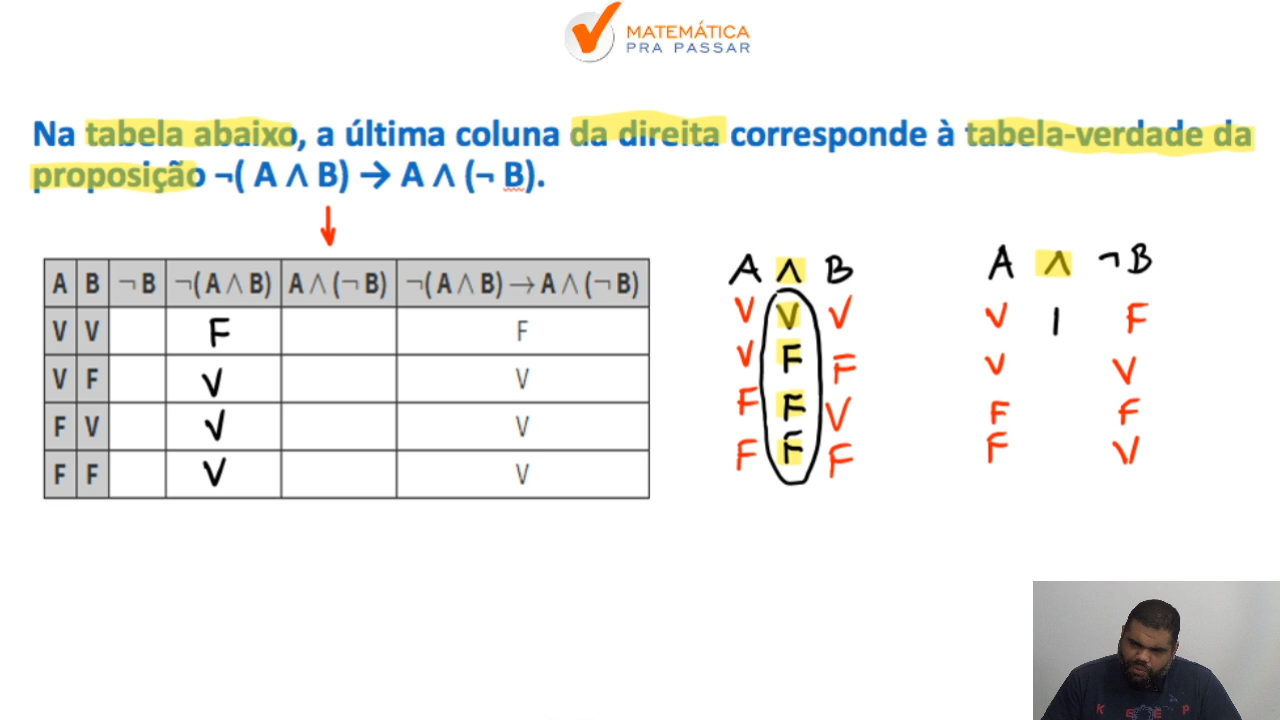 MATEMÁTICA
PRA PASSAR
Na tabela abaixo, a última coluna da direita corresponde à tabela-verdade da
proposição ¬( A ∧ B) → A ∧ (¬ B).
A B ¬B ¬(A ∧ B) A ∧ (¬B) ¬(A ∧ B) → A ∧ (¬B)
V V F F
V F V V
F V V V
F F V V
A ∧ B
V V V
V F F
F F V
F F F
A ∧ ¬B
V F
V V
F F
F V
K E E P